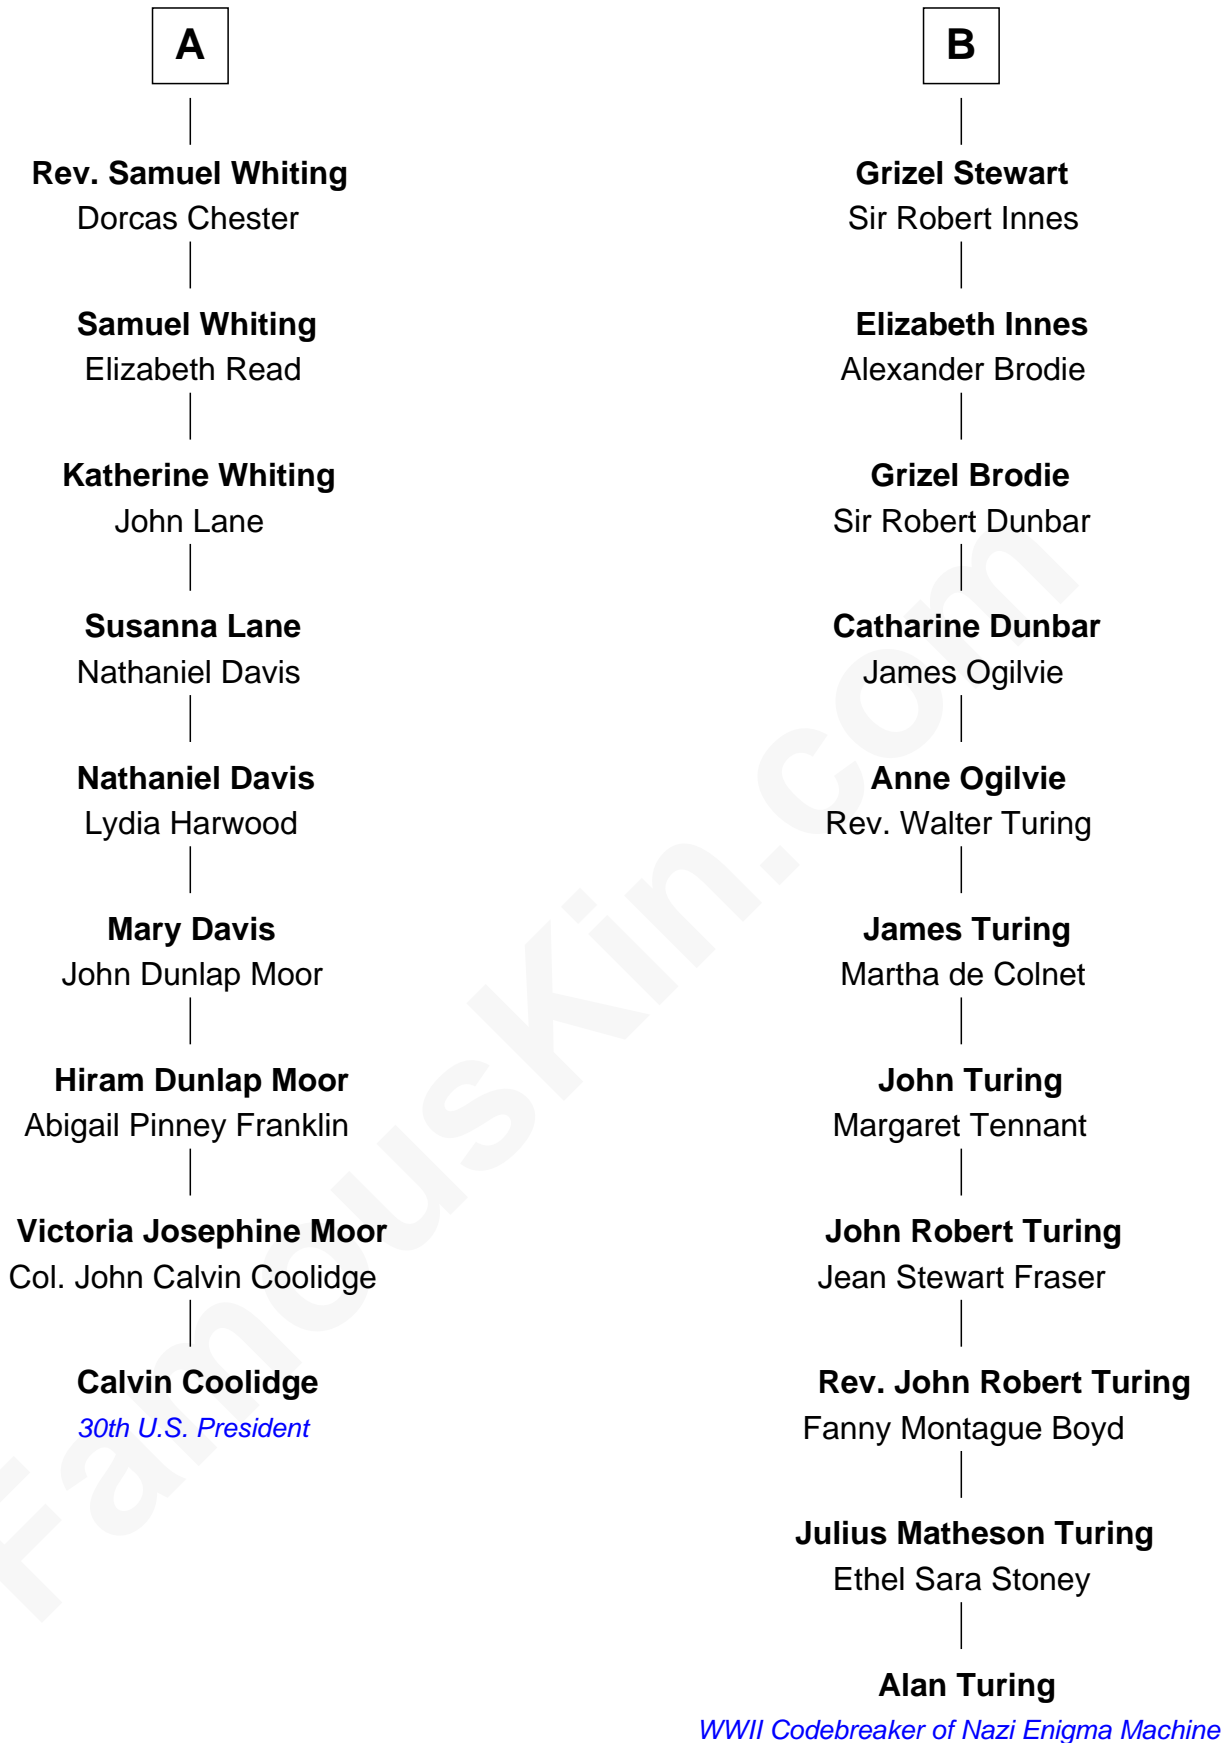 A
Rev. Samuel Whiting
Dorcas Chester
Samuel Whiting
Elizabeth Read
Katherine Whiting
John Lane
Susanna Lane
Nathaniel Davis
Nathaniel Davis
Lydia Harwood
Mary Davis
John Dunlap Moor
Hiram Dunlap Moor
Abigail Pinney Franklin
Victoria Josephine Moor
Col. John Calvin Coolidge
Calvin Coolidge
30th U.S. President
B
Grizel Stewart
Sir Robert Innes
Elizabeth Innes
Alexander Brodie
Grizel Brodie
Sir Robert Dunbar
Catharine Dunbar
James Ogilvie
Anne Ogilvie
Rev. Walter Turing
James Turing
Martha de Colnet
John Turing
Margaret Tennant
John Robert Turing
Jean Stewart Fraser
Rev. John Robert Turing
Fanny Montague Boyd
Julius Matheson Turing
Ethel Sara Stoney
Alan Turing
WWII Codebreaker of Nazi Enigma Machine
FamousKin.com